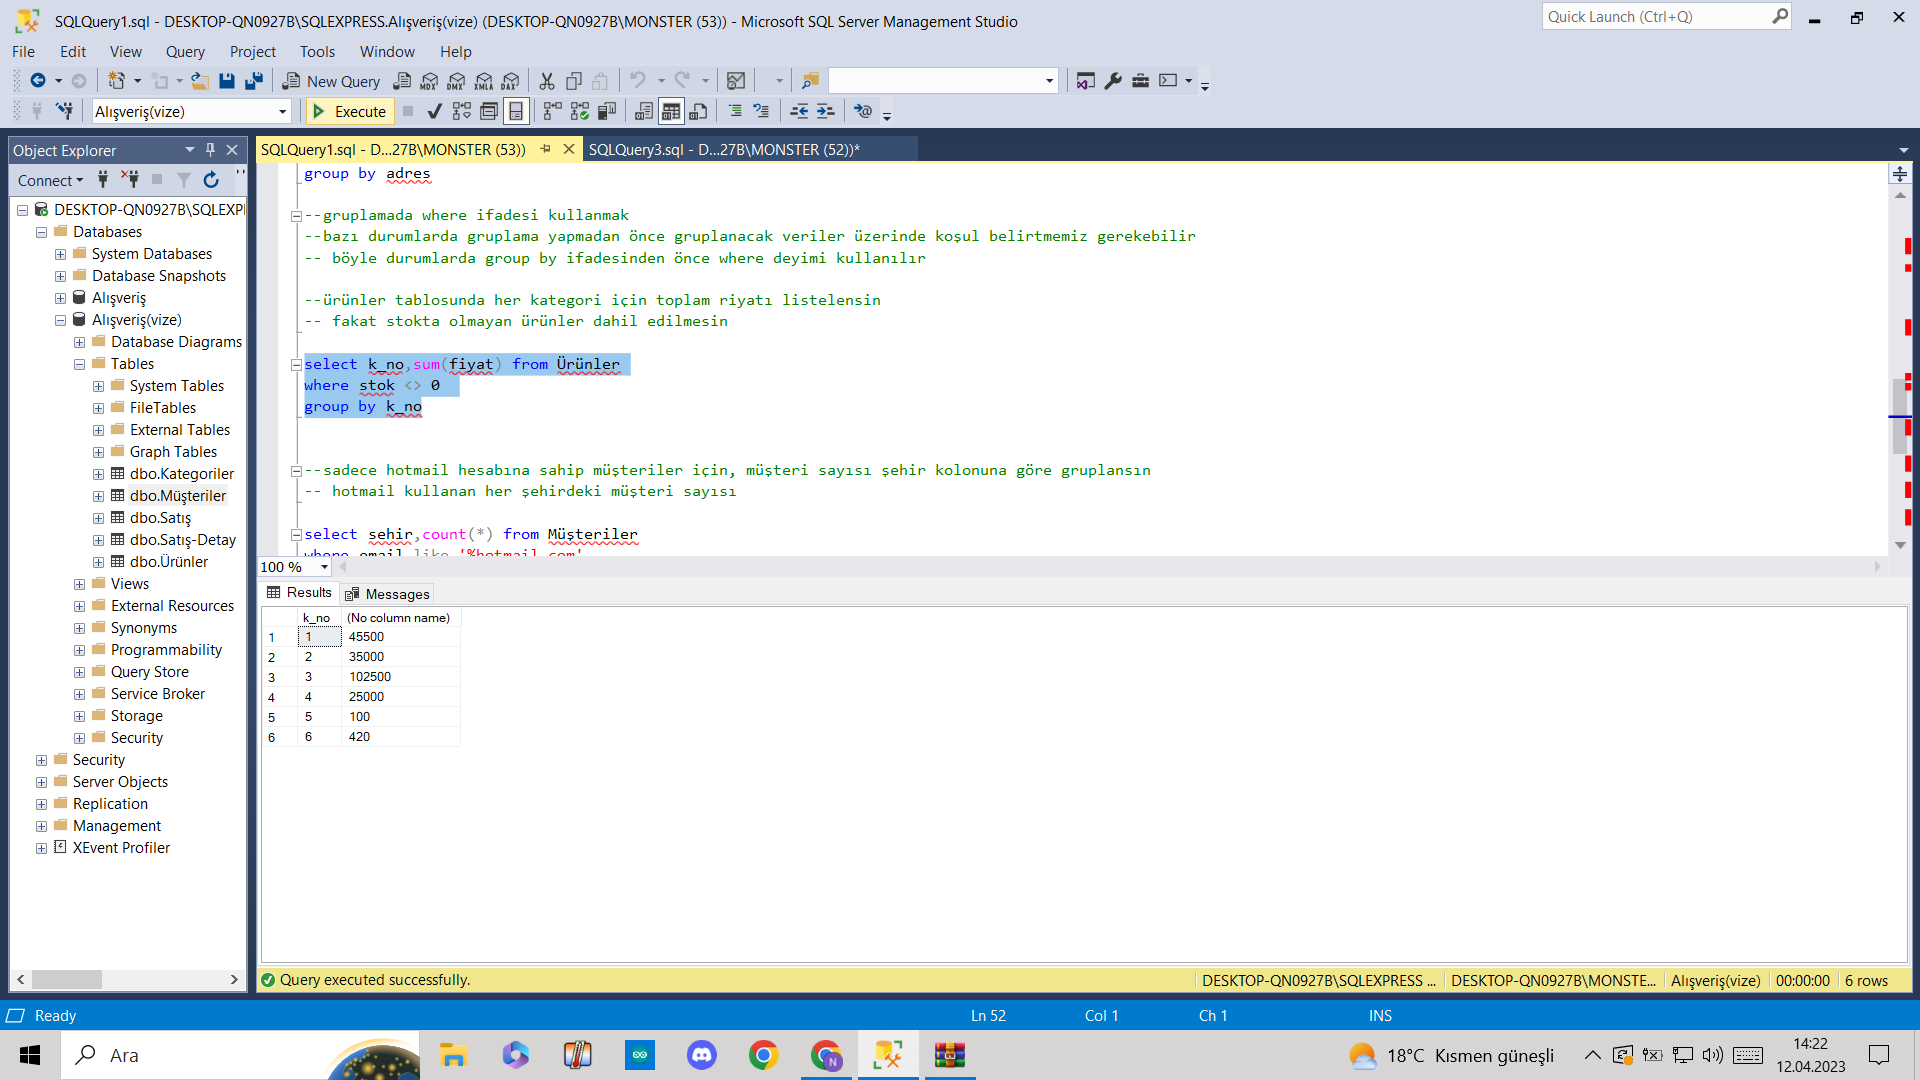 SQLQuery1.sql - DESKTOP-QN0927B\SQLEXPRESS.Alışveriş(vize) (DESKTOP-QN0927B\MONSTER (53)) - Microsoft SQL Server Management Studio
Quick Launch (Ctrl+Q)
File Edit View Query Project Tools Window Help
New Query
MDX DMX XMLA DAX
Alışveriş(vize)
Execute
Object Explorer
Connect
DESKTOP-QN0927B\SQLEXPI
Databases
System Databases
Database Snapshots
Alışveriş
Alışveriş(vize)
Database Diagrams
Tables
System Tables
FileTables
External Tables
Graph Tables
dbo.Kategoriler
dbo.Müşteriler
dbo.Satış
dbo.Satış-Detay
dbo.Ürünler
Views
External Resources
Synonyms
Programmability
Query Store
Service Broker
Storage
Security
Security
Server Objects
Replication
Management
XEvent Profiler
SQLQuery1.sql - D...27B\MONSTER (53))
SQLQuery3.sql - D...27B\MONSTER (52))*
group by adres
--gruplamada where ifadesi kullanmak
--bazı durumlarda gruplama yapmadan önce gruplanacak veriler üzerinde koşul belirtmemiz gerekebilir
-- böyle durumlarda group by ifadesinden önce where deyimi kullanılır
--ürünler tablosunda her kategori için toplam riyatı listelensin
-- fakat stokta olmayan ürünler dahil edilmesin
select k_no,sum(fiyat) from Ürünler
where stok <> 0
group by k_no
--sadece hotmail hesabına sahip müşteriler için, müşteri sayısı şehir kolonuna göre gruplansın
-- hotmail kullanan her şehirdeki müşteri sayısı
select sehir,count(*) from Müşteriler
where email like '%hotmail.com'
100 %
Results Messages
k_no (No column name)
1 1 45500
2 2 35000
3 3 102500
4 4 25000
5 5 100
6 6 420
Query executed successfully.
DESKTOP-QN0927B\SQLEXPRESS ...
DESKTOP-QN0927B\MONSTE...
Alışveriş(vize)
00:00:00
6 rows
Ready
Ln 52
Col 1
Ch 1
INS
Ara
N
18°C Kısmen güneşli
14:22
12.04.2023